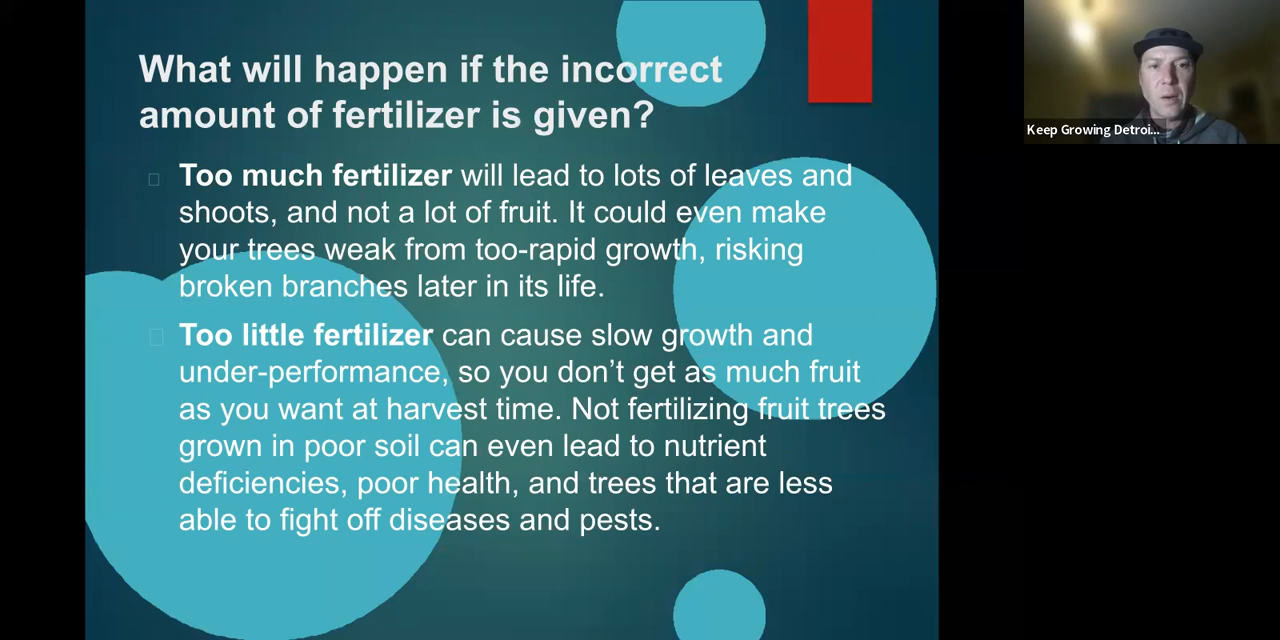 What will happen if the incorrect
amount of fertilizer is given?
Too much fertilizer will lead to lots of leaves and
shoots, and not a lot of fruit. It could even make
your trees weak from too-rapid growth, risking
broken branches later in its life.
Too little fertilizer can cause slow growth and
under-performance, so you don’t get as much fruit
as you want at harvest time. Not fertilizing fruit trees
grown in poor soil can even lead to nutrient
deficiencies, poor health, and trees that are less
able to fight off diseases and pests.
Keep Growing Detroi...